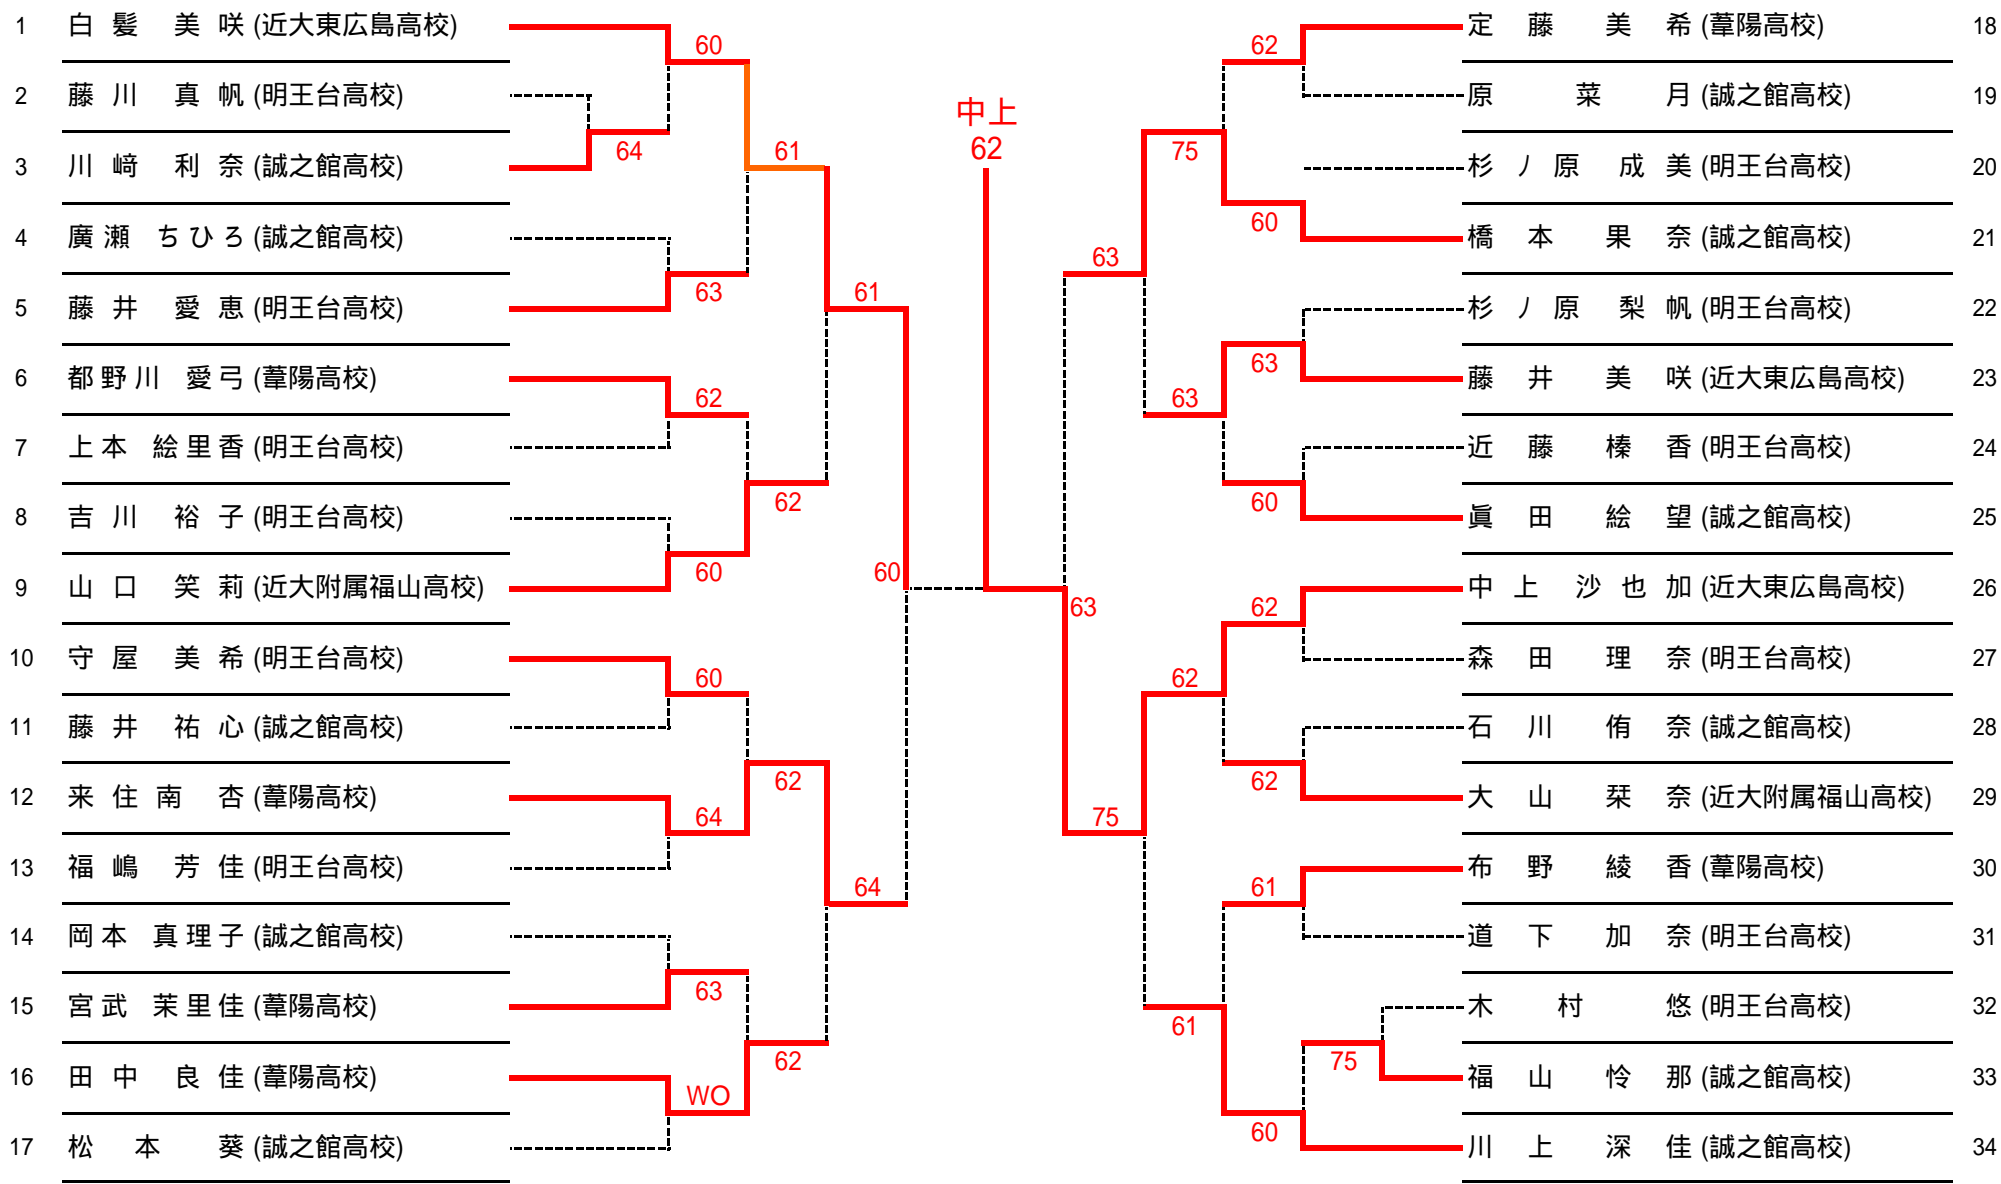 1 白髪 美咲 (近大東広島高校)
2 藤川 真帆 (明王台高校)
3 川﨑 利奈 (誠之館高校)
4 廣瀬 ちひろ (誠之館高校)
5 藤井 愛恵 (明王台高校)
6 都野川 愛弓 (葦陽高校)
7 上本 絵里香 (明王台高校)
8 吉川 裕子 (明王台高校)
9 山口 笑莉 (近大附属福山高校)
10 守屋 美希 (明王台高校)
11 藤井 祐心 (誠之館高校)
12 来住南 杏 (葦陽高校)
13 福嶋 芳佳 (明王台高校)
14 岡本 真理子 (誠之館高校)
15 宮武 茉里佳 (葦陽高校)
16 田中 良佳 (葦陽高校)
17 松本 葵 (誠之館高校)
60
64
63
62
60
60
64
63
WO
61
62
62
62
61
64
60
中上
62
63
63
75
75
63
62
61
62
60
63
60
62
62
61
75
60
定藤 美希 (葦陽高校) 18
原 菜月 (誠之館高校) 19
杉ノ原 成美 (明王台高校) 20
橋本 果奈 (誠之館高校) 21
杉ノ原 梨帆 (明王台高校) 22
藤井 美咲 (近大東広島高校) 23
近藤 榛香 (明王台高校) 24
眞田 絵望 (誠之館高校) 25
中上 沙也加 (近大東広島高校) 26
森田 理奈 (明王台高校) 27
石川 侑奈 (誠之館高校) 28
大山 栞奈 (近大附属福山高校) 29
布野 綾香 (葦陽高校) 30
道下 加奈 (明王台高校) 31
木村 悠 (明王台高校) 32
福山 怜那 (誠之館高校) 33
川上 深佳 (誠之館高校) 34